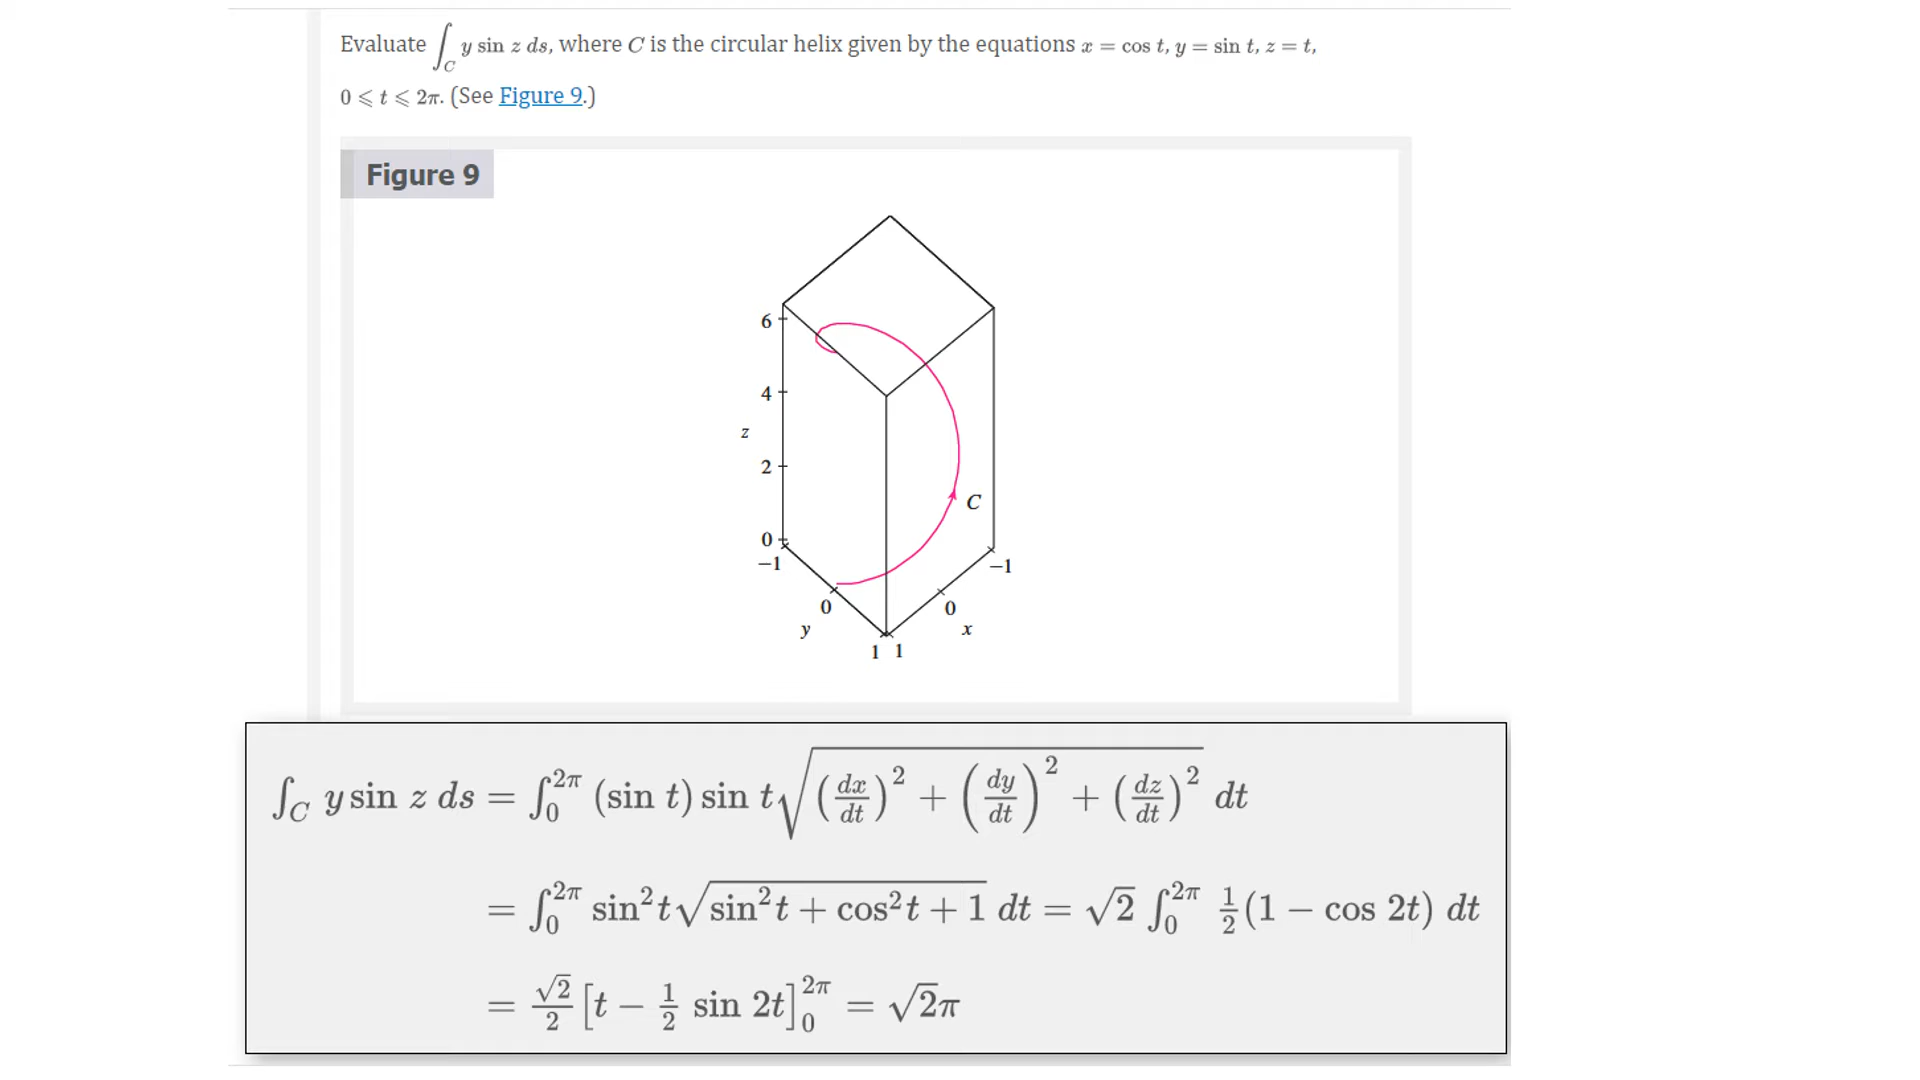 Evaluate ∫_C y sin z ds, where C is the circular helix given by the equations x = cos t, y = sin t, z = t,
0 ⩽ t ⩽ 2π. (See Figure 9.)
Figure 9
6
4
z
2
0
−1
0
y
1
1
x
0
−1
C
∫_C y sin z ds = ∫_0^{2π} (sin t) sin t √((dx/dt)² + (dy/dt)² + (dz/dt)²) dt
= ∫_0^{2π} sin²t √(sin²t + cos²t + 1) dt = √2 ∫_0^{2π} ½(1 − cos 2t) dt
= √2/2 [t − ½ sin 2t]_0^{2π} = √2π